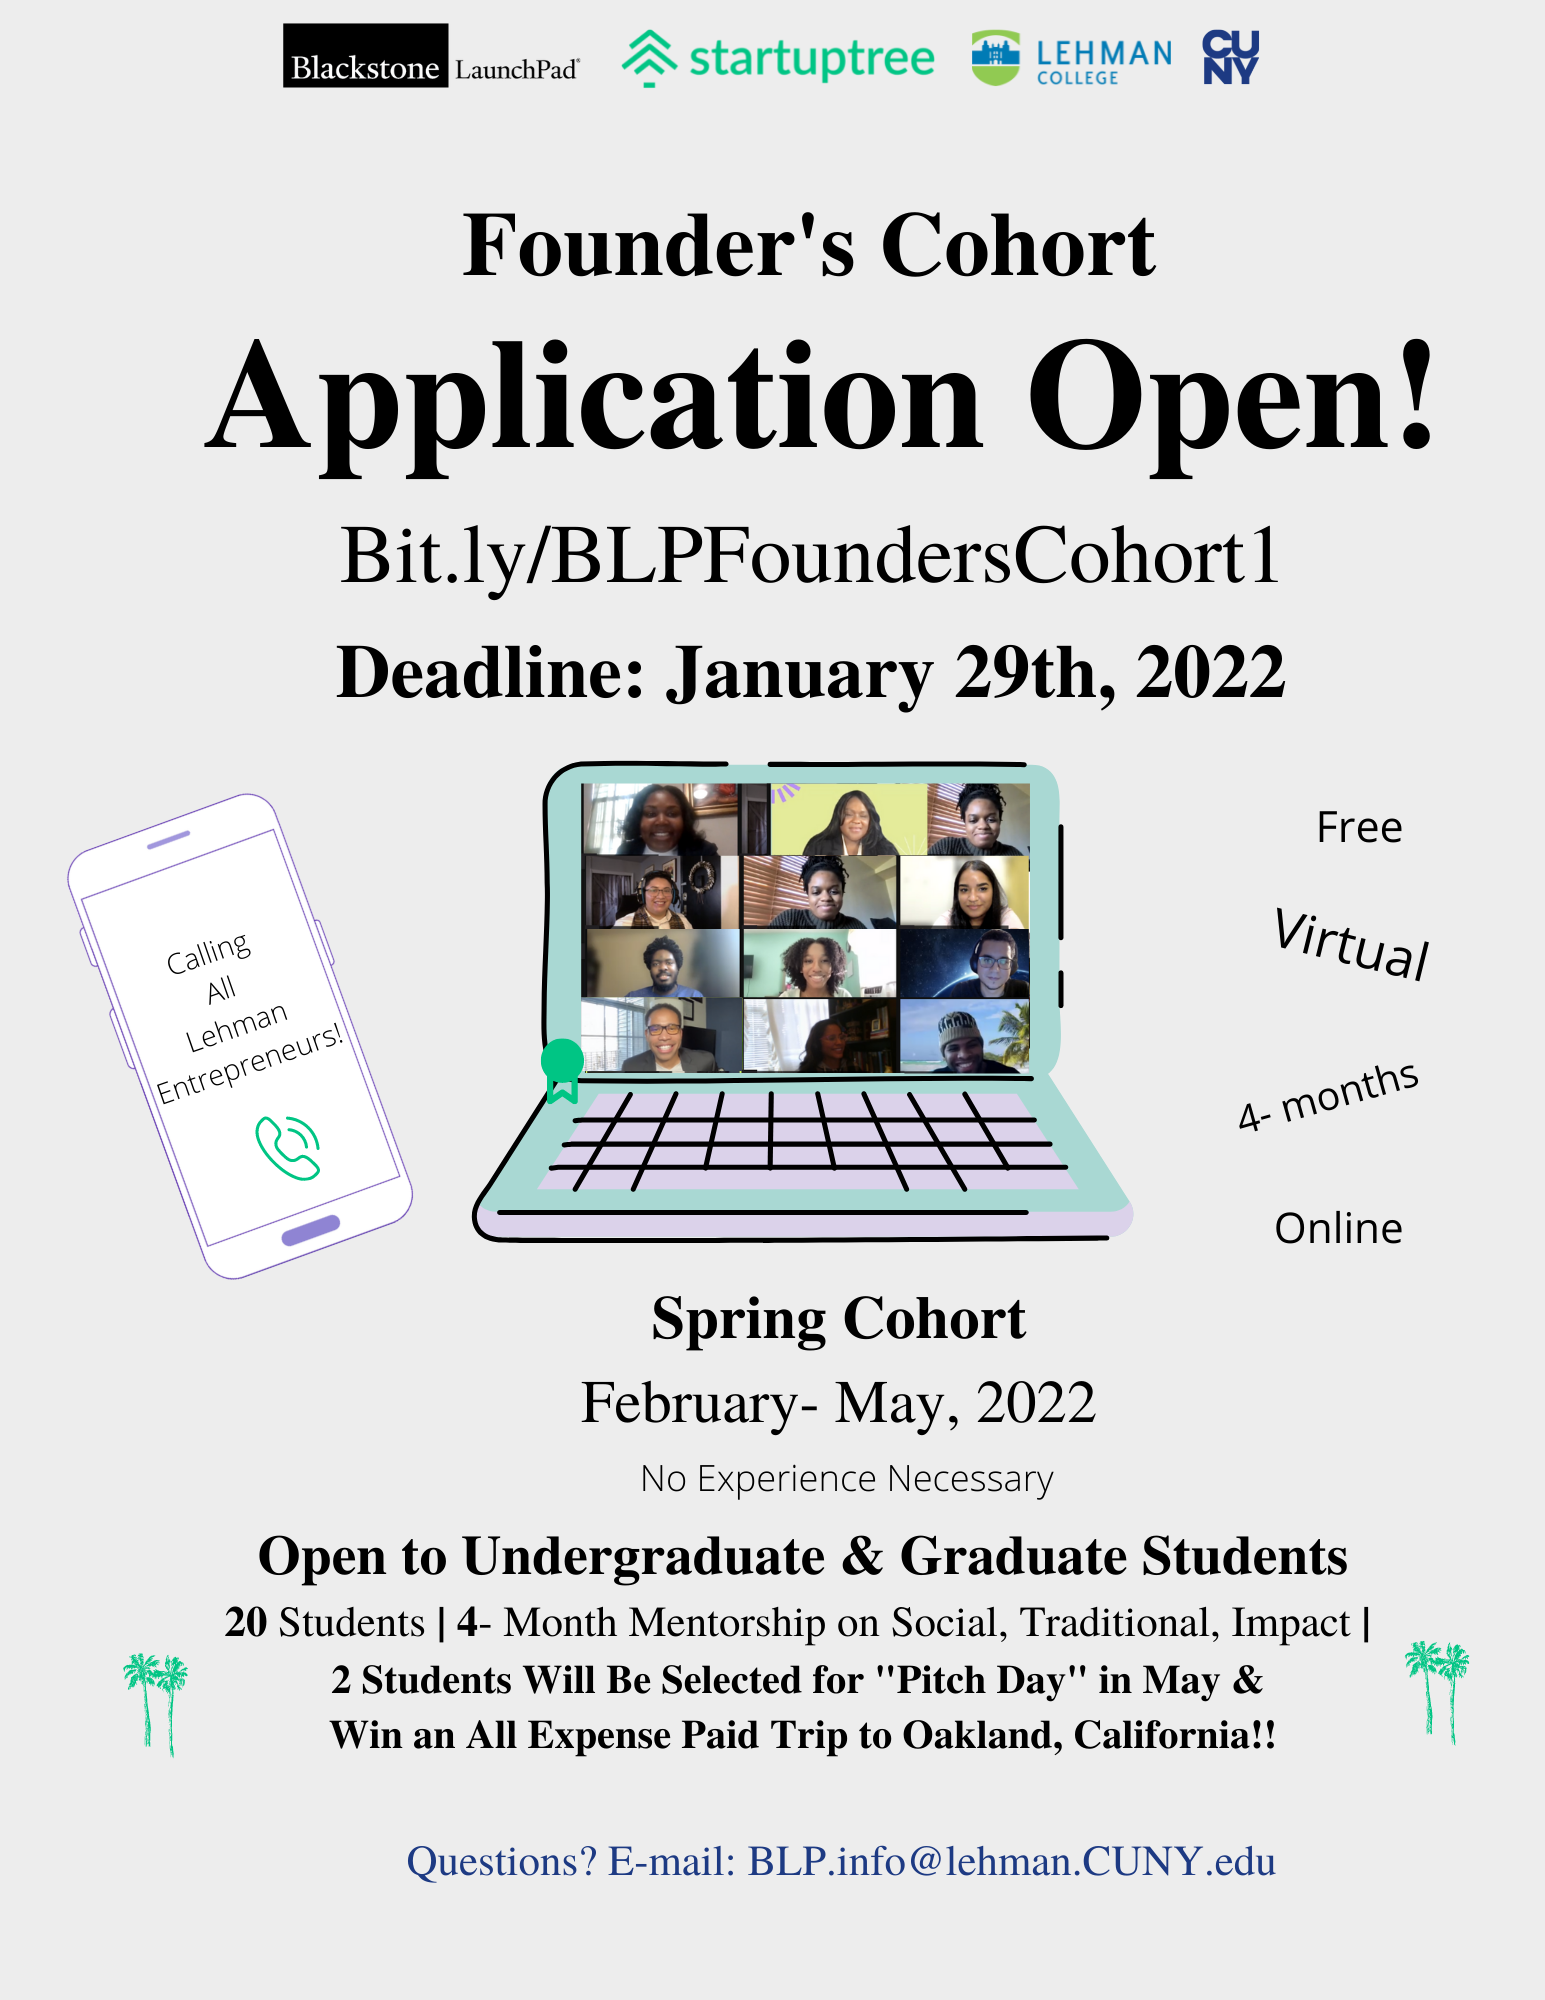 Blackstone LaunchPad®
startuptree
LEHMAN
COLLEGE
CU
NY
Founder's Cohort
Application Open!
Bit.ly/BLPFoundersCohort1
Deadline: January 29th, 2022
Calling
All
Lehman
Entrepreneurs!
Free
Virtual
4- months
Online
Spring Cohort
February- May, 2022
No Experience Necessary
Open to Undergraduate & Graduate Students
20 Students | 4- Month Mentorship on Social, Traditional, Impact |
2 Students Will Be Selected for "Pitch Day" in May &
Win an All Expense Paid Trip to Oakland, California!!
Questions? E-mail: BLP.info@lehman.CUNY.edu